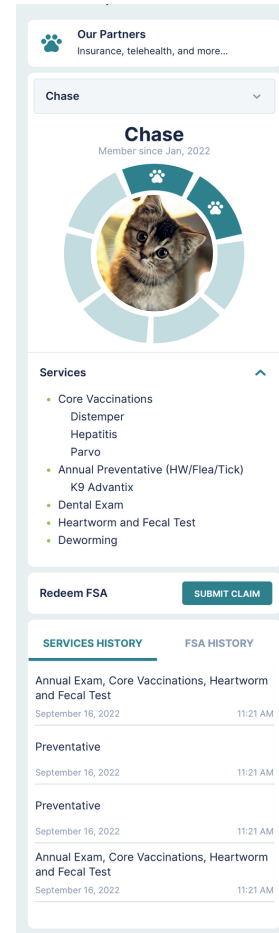 Our Partners
Insurance, telehealth, and more...
Chase
Chase
Member since Jan, 2022
Services
Core Vaccinations
Distemper
Hepatitis
Parvo
Annual Preventative (HW/Flea/Tick)
K9 Advantix
Dental Exam
Heartworm and Fecal Test
Deworming
Redeem FSA
SUBMIT CLAIM
SERVICES HISTORY
FSA HISTORY
Annual Exam, Core Vaccinations, Heartworm
and Fecal Test
September 16, 2022 11:21 AM
Preventative
September 16, 2022 11:21 AM
Preventative
September 16, 2022 11:21 AM
Annual Exam, Core Vaccinations, Heartworm
and Fecal Test
September 16, 2022 11:21 AM